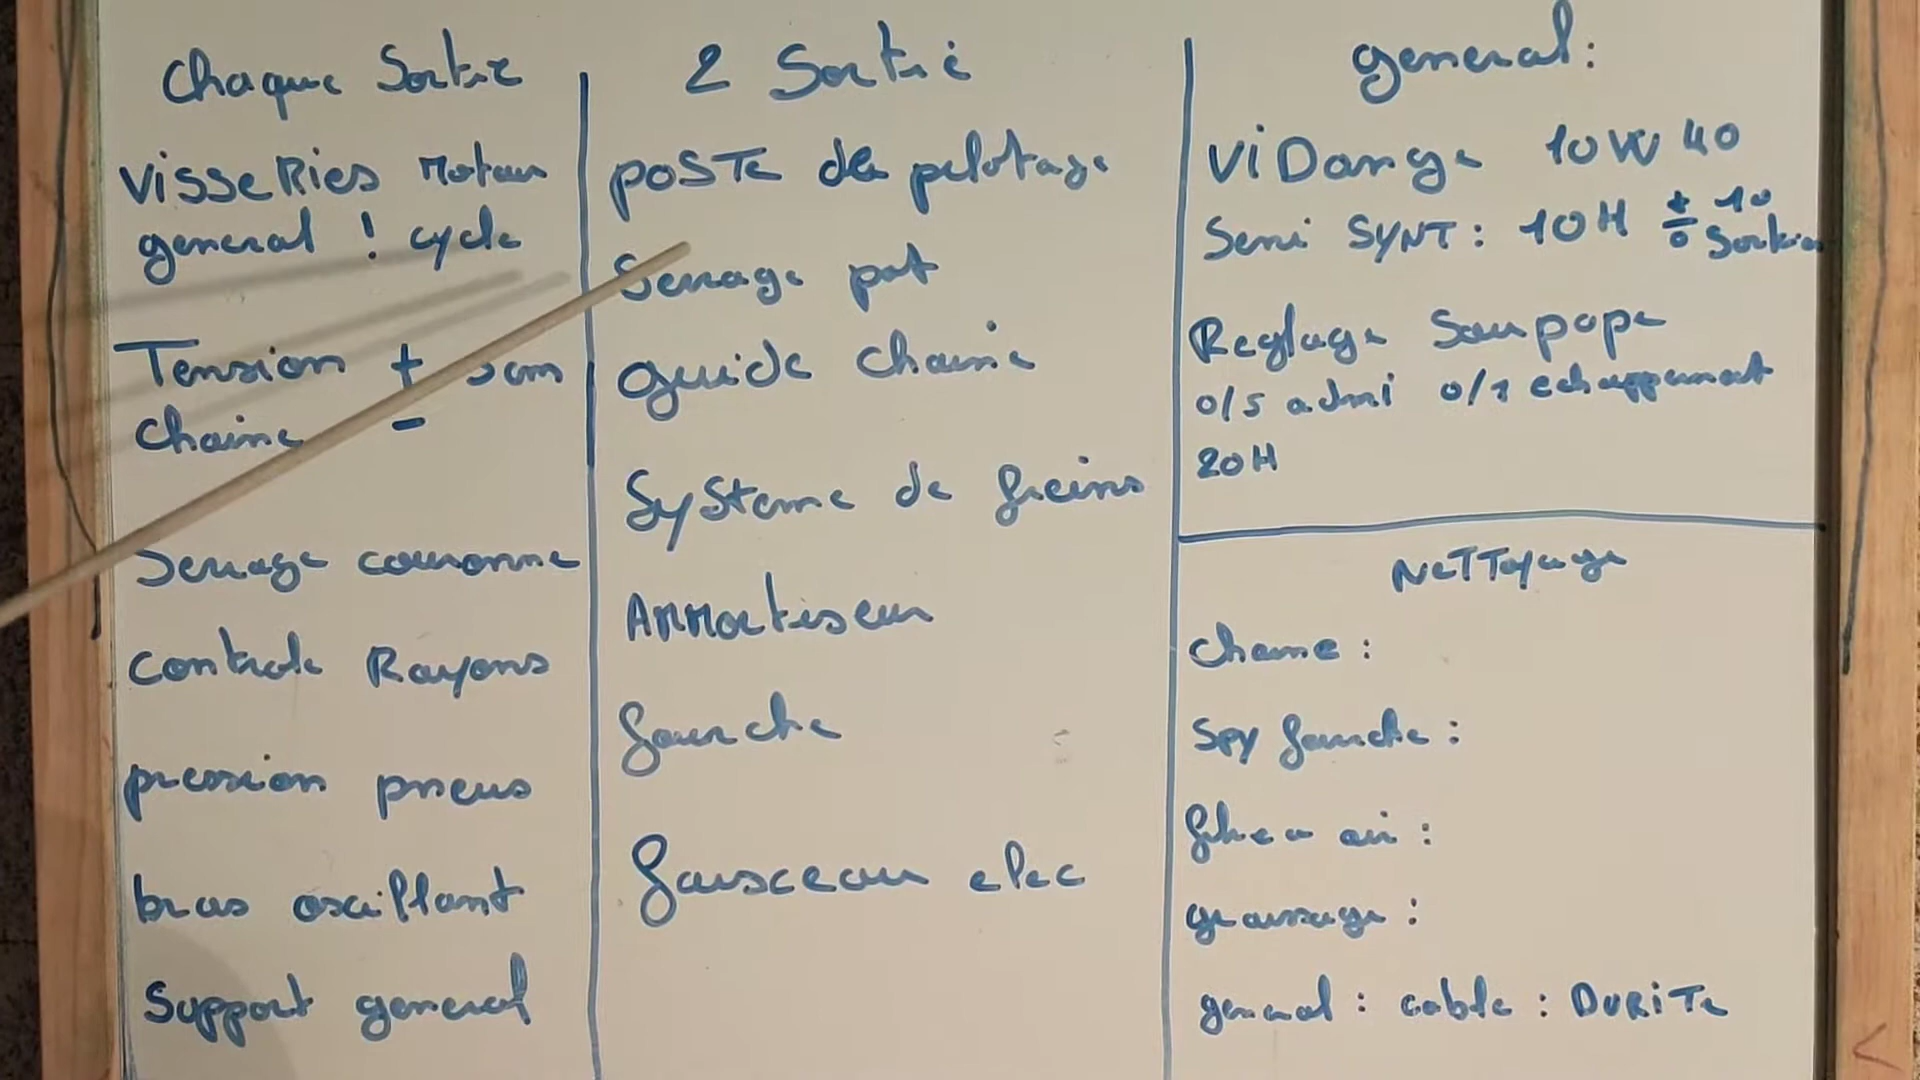 Chaque Sortie
VisseRies Moteur
general ! cycle
Tension +
chaine -
Serrage couronne
controle Rayons
pression pneus
bras oscillant
Support general
2 Sortie
poste de pilotage
Serrage pot
guide chaine
Systeme de freins
AMMortiseur
fourche
faisceau elec
general:
ViDange 10W40
Semi SYNT: 10H ± 10
Sorties
Reglage Soupape
0/5 admi 0/1 echappement
20H
NeTToyage
chaine :
Spy fourche :
filtre a air :
graissage :
general : cable : DURiTe